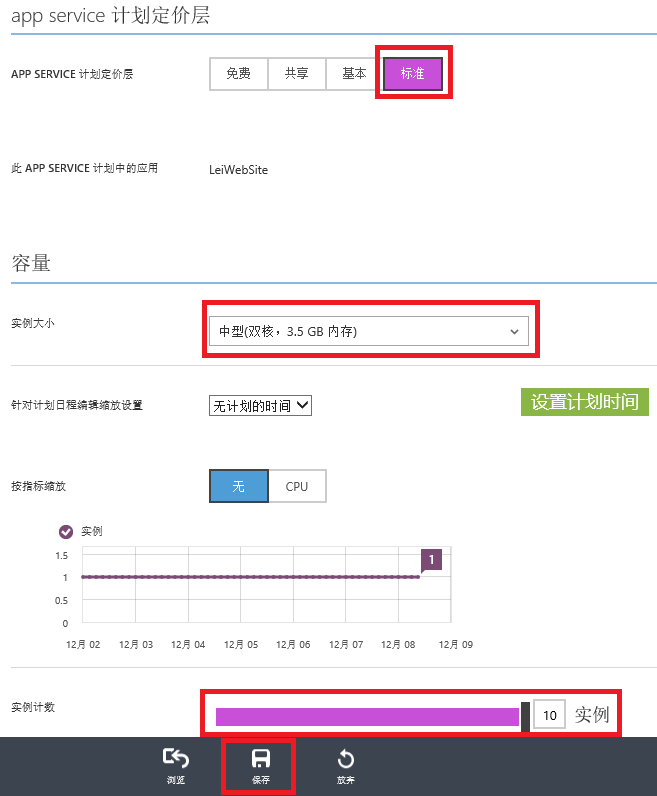 app service 计划定价层
APP SERVICE 计划定价层
免费 共享 基本 标准
此 APP SERVICE 计划中的应用
LeiWebSite
容量
实例大小
中型(双核，3.5 GB 内存)
针对计划日程编辑缩放设置
无计划的时间
设置计划时间
按指标缩放
无 CPU
实例
1.5
1
1
0.5
0
12月 02 12月 03 12月 04 12月 05 12月 06 12月 07 12月 08 12月 09
实例计数
10 实例
浏览 保存 放弃